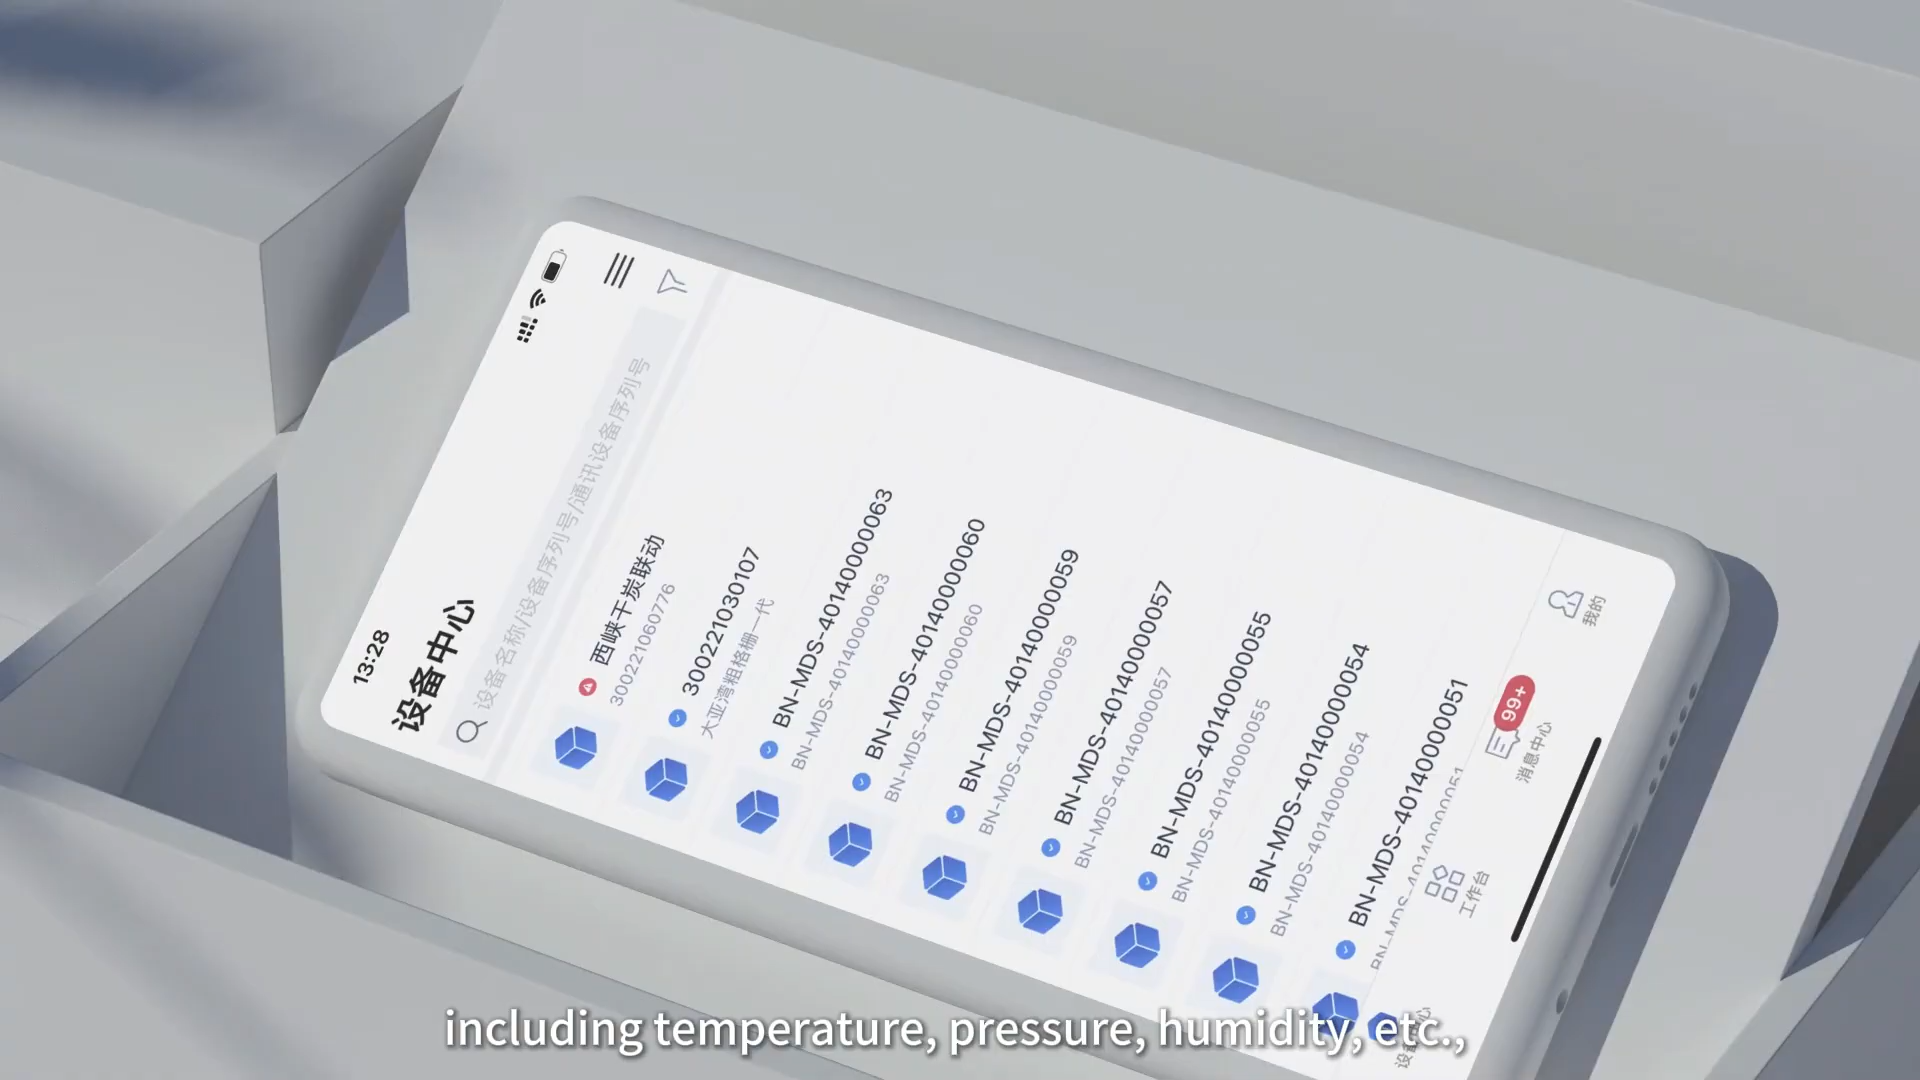 13:28
设备中心
设备名称/设备序列号/通讯设备序列号
西峡干炭联动
300221060776
300221030107
大亚湾粗格栅一代
BN-MDS-40140000063
BN-MDS-40140000063
BN-MDS-40140000060
BN-MDS-40140000060
BN-MDS-40140000059
BN-MDS-40140000059
BN-MDS-40140000057
BN-MDS-40140000057
BN-MDS-40140000055
BN-MDS-40140000055
BN-MDS-40140000054
BN-MDS-40140000054
BN-MDS-40140000051
BN-MDS-40140000051
工作台
99+
消息中心
我的
including temperature, pressure, humidity, etc.,